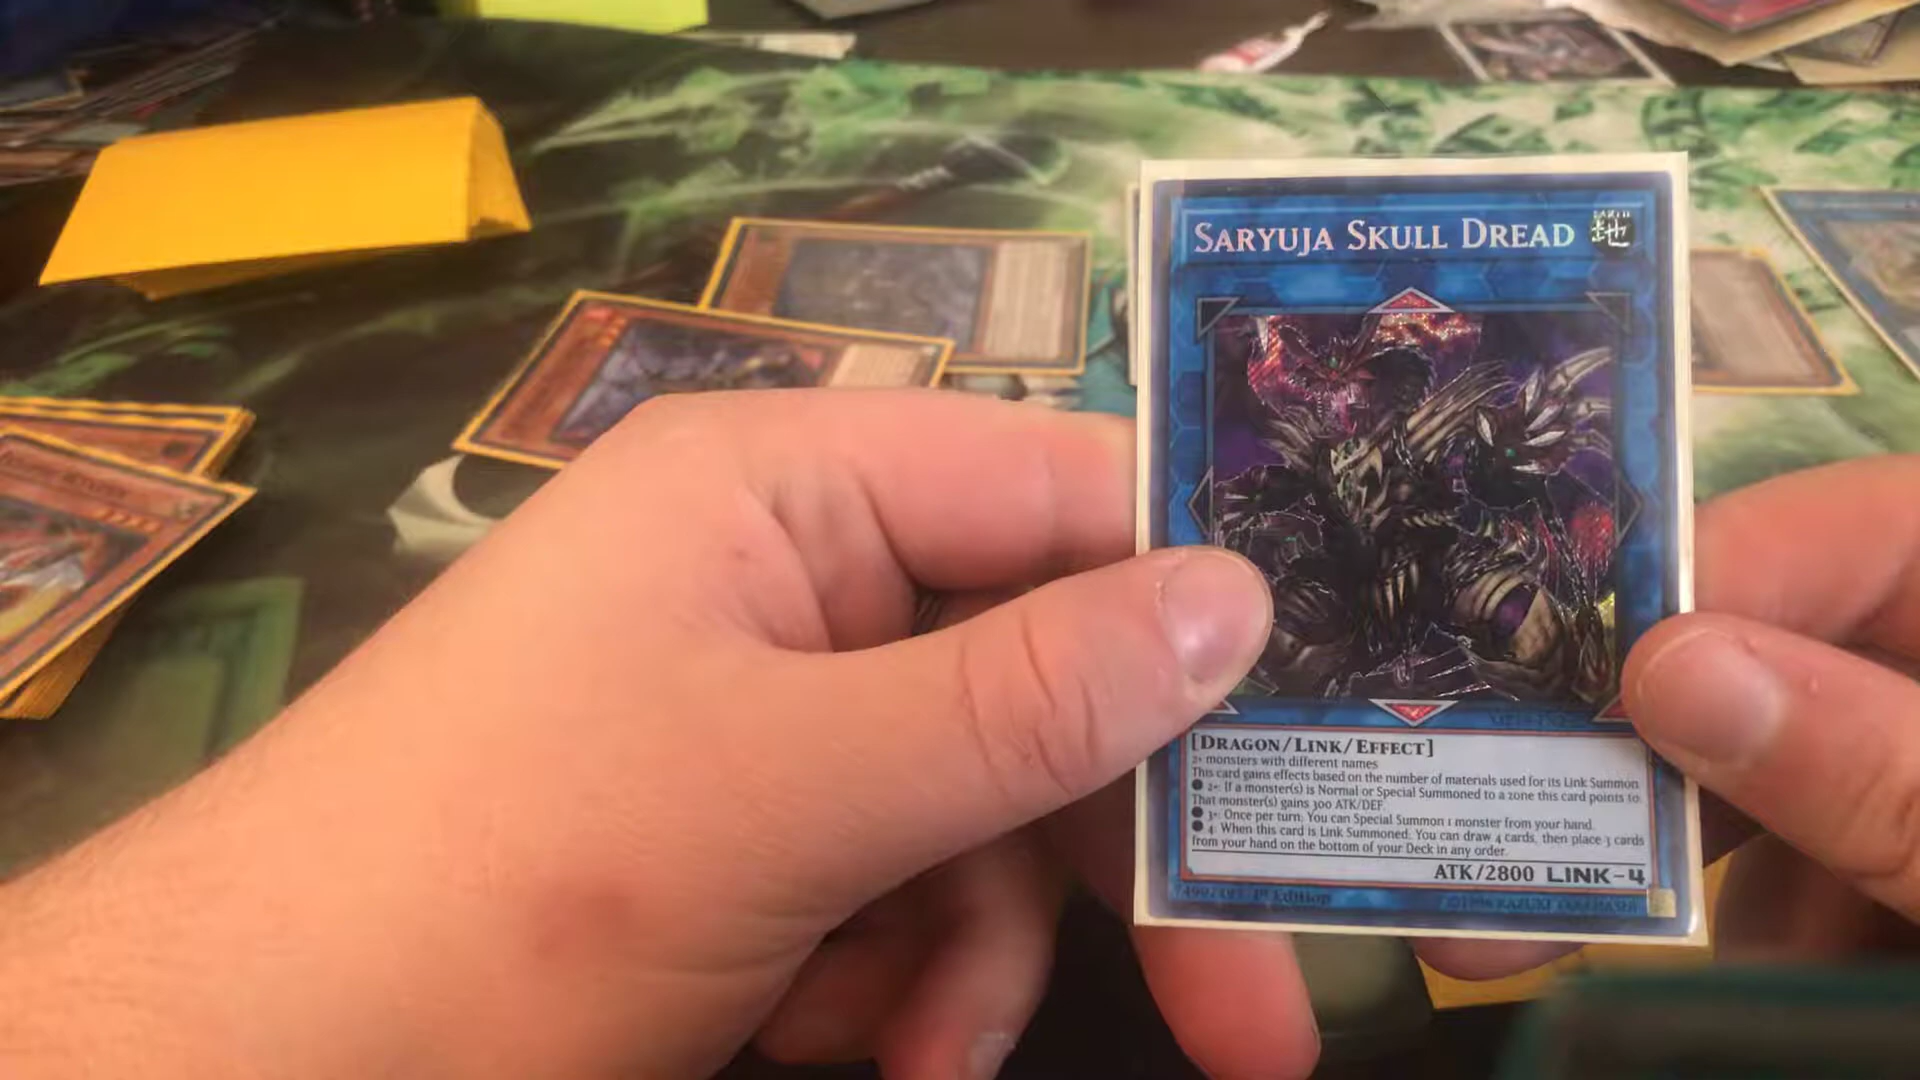 SARYUJA SKULL DREAD
[DRAGON/LINK/EFFECT]
2+ monsters with different names
This card gains effects based on the number of materials used for its Link Summon.
● 2+: If a monster(s) is Normal or Special Summoned to a zone this card points to:
That monster(s) gains 300 ATK/DEF.
● 3+: Once per turn: You can Special Summon 1 monster from your hand.
● 4: When this card is Link Summoned: You can draw 4 cards, then place 3 cards
from your hand on the bottom of your Deck in any order.
ATK/2800 LINK-4
1st Edition
©1996 KAZUKI TAKAHASHI